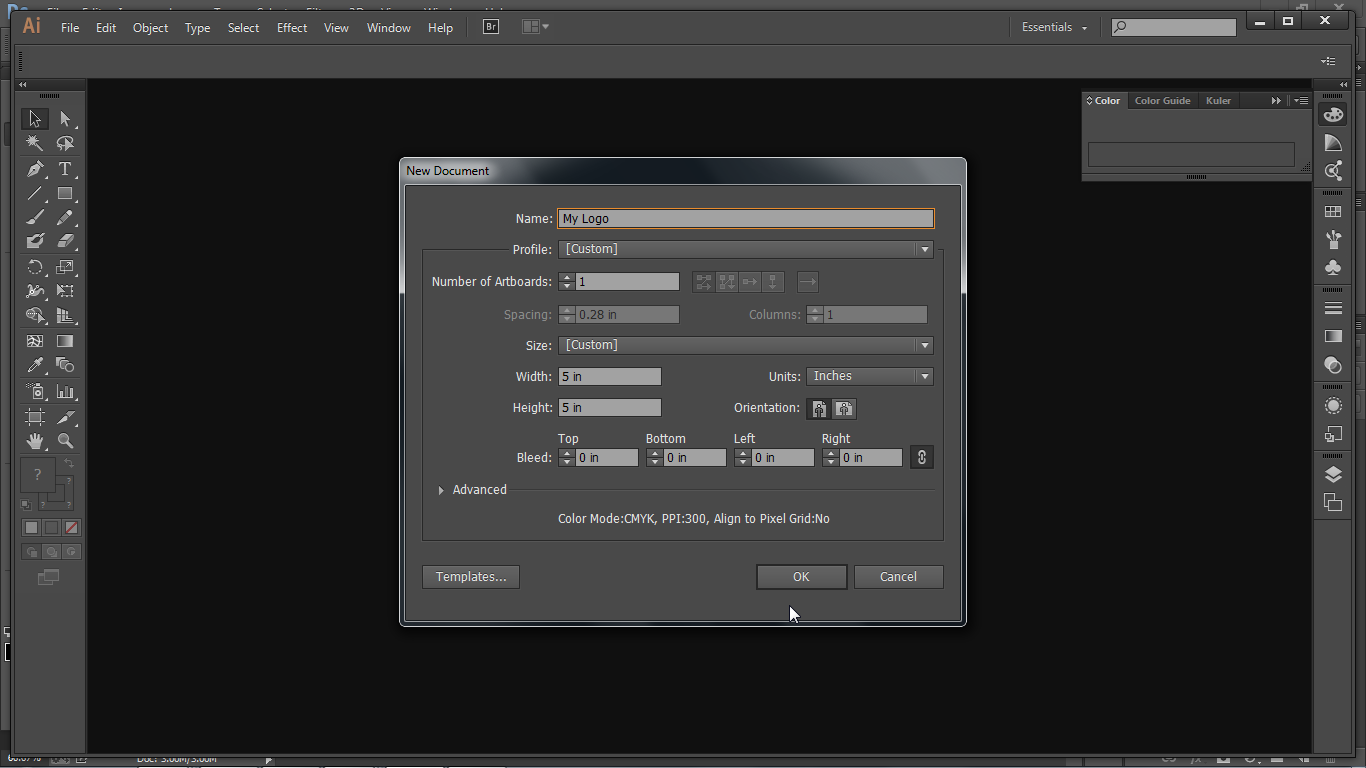 Ai File Edit Object Type Select Effect View Window Help Br Essentials
Color Color Guide Kuler
New Document
Name: My Logo
Profile: [Custom]
Number of Artboards: 1
Spacing: 0.28 in Columns: 1
Size: [Custom]
Width: 5 in Units: Inches
Height: 5 in Orientation:
Top Bottom Left Right
Bleed: 0 in 0 in 0 in 0 in
Advanced
Color Mode:CMYK, PPI:300, Align to Pixel Grid:No
Templates... OK Cancel
Doc: 3.00M/3.00M